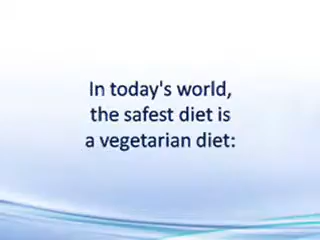 In today's world,
the safest diet is
a vegetarian diet: